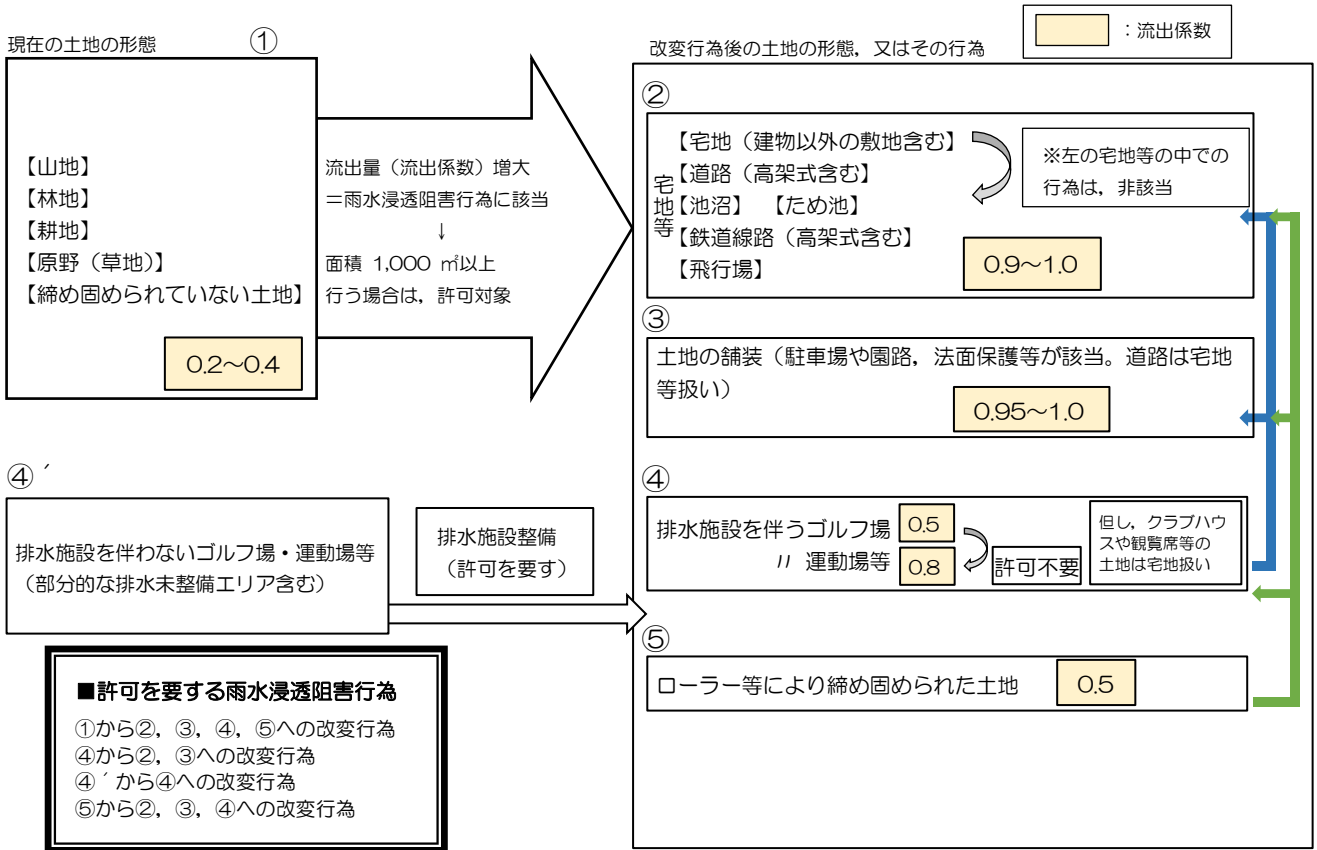 現在の土地の形態
①
【山地】
【林地】
【耕地】
【原野（草地）】
【締め固められていない土地】
0.2～0.4
流出量（流出係数）増大
＝雨水浸透阻害行為に該当
↓
面積 1,000 ㎡以上
行う場合は，許可対象
：流出係数
改変行為後の土地の形態，又はその行為
②
宅地等
【宅地（建物以外の敷地含む】
【道路（高架式含む】
【池沼】 【ため池】
【鉄道線路（高架式含む】
【飛行場】
0.9～1.0
※左の宅地等の中での
行為は，非該当
③
土地の舗装（駐車場や園路，法面保護等が該当。道路は宅地
等扱い）
0.95～1.0
④´
排水施設を伴わないゴルフ場・運動場等
（部分的な排水未整備エリア含む）
排水施設整備
（許可を要す）
④
排水施設を伴うゴルフ場 0.5
〃 運動場等 0.8
許可不要
但し，クラブハウ
スや観覧席等の
土地は宅地扱い
⑤
ローラー等により締め固められた土地 0.5
■許可を要する雨水浸透阻害行為
①から②，③，④，⑤への改変行為
④から②，③への改変行為
④´から④への改変行為
⑤から②，③，④への改変行為